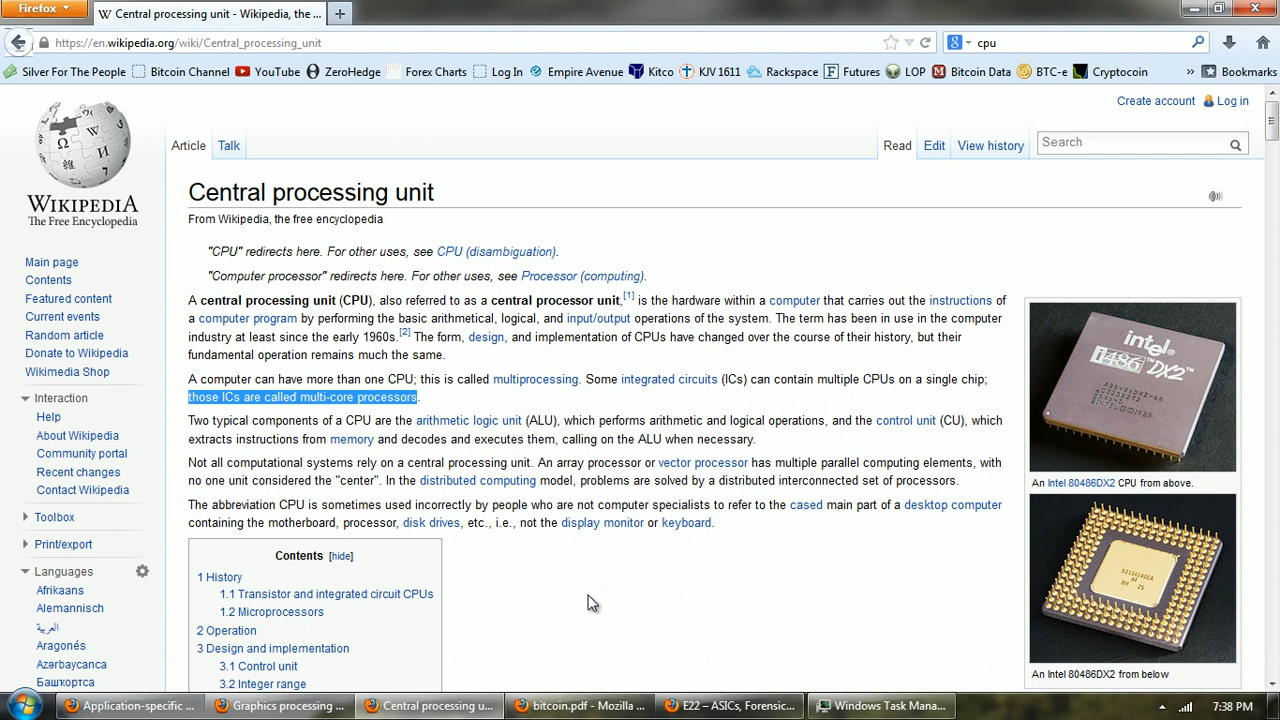 Firefox
Central processing unit - Wikipedia, the ...
https://en.wikipedia.org/wiki/Central_processing_unit
cpu
Silver For The People
Bitcoin Channel
YouTube
ZeroHedge
Forex Charts
Log In
Empire Avenue
Kitco
KJV 1611
Rackspace
Futures
LOP
Bitcoin Data
BTC-e
Cryptocoin
»
Bookmarks
Create account
Log in
Article
Talk
Read
Edit
View history
Search
WIKIPEDIA
The Free Encyclopedia
Main page
Contents
Featured content
Current events
Random article
Donate to Wikipedia
Wikimedia Shop
Interaction
Help
About Wikipedia
Community portal
Recent changes
Contact Wikipedia
Toolbox
Print/export
Languages
Afrikaans
Alemannisch
العربية
Aragonés
Azərbaycanca
Башҡортса
Central processing unit
From Wikipedia, the free encyclopedia
"CPU" redirects here. For other uses, see CPU (disambiguation).
"Computer processor" redirects here. For other uses, see Processor (computing).
A central processing unit (CPU), also referred to as a central processor unit,[1] is the hardware within a computer that carries out the instructions of
a computer program by performing the basic arithmetical, logical, and input/output operations of the system. The term has been in use in the computer
industry at least since the early 1960s.[2] The form, design, and implementation of CPUs have changed over the course of their history, but their
fundamental operation remains much the same.
A computer can have more than one CPU; this is called multiprocessing. Some integrated circuits (ICs) can contain multiple CPUs on a single chip;
those ICs are called multi-core processors.
Two typical components of a CPU are the arithmetic logic unit (ALU), which performs arithmetic and logical operations, and the control unit (CU), which
extracts instructions from memory and decodes and executes them, calling on the ALU when necessary.
Not all computational systems rely on a central processing unit. An array processor or vector processor has multiple parallel computing elements, with
no one unit considered the "center". In the distributed computing model, problems are solved by a distributed interconnected set of processors.
The abbreviation CPU is sometimes used incorrectly by people who are not computer specialists to refer to the cased main part of a desktop computer
containing the motherboard, processor, disk drives, etc., i.e., not the display monitor or keyboard.
Contents [hide]
1 History
1.1 Transistor and integrated circuit CPUs
1.2 Microprocessors
2 Operation
3 Design and implementation
3.1 Control unit
3.2 Integer range
intel
i486 DX2
An Intel 80486DX2 CPU from above.
An Intel 80486DX2 from below
Application-specific ...
Graphics processing ...
Central processing u...
bitcoin.pdf - Mozilla ...
E22 – ASICs, Forensic...
Windows Task Mana...
7:38 PM